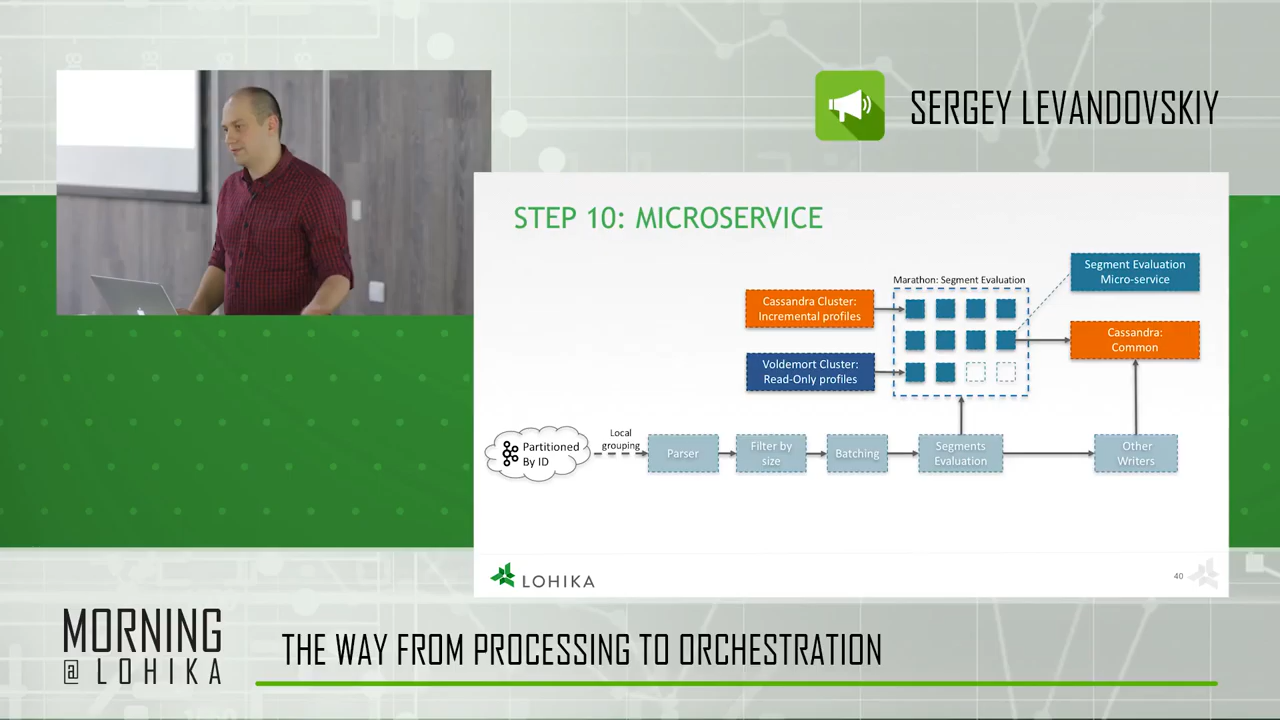 SERGEY LEVANDOVSKIY
STEP 10: MICROSERVICE
Marathon: Segment Evaluation
Segment Evaluation
Micro-service
Cassandra Cluster:
Incremental profiles
Cassandra:
Common
Voldemort Cluster:
Read-Only profiles
Partitioned
By ID
Local
grouping
Parser
Filter by
size
Batching
Segments
Evaluation
Other
Writers
LOHIKA
40
MORNING
@ LOHIKA
THE WAY FROM PROCESSING TO ORCHESTRATION